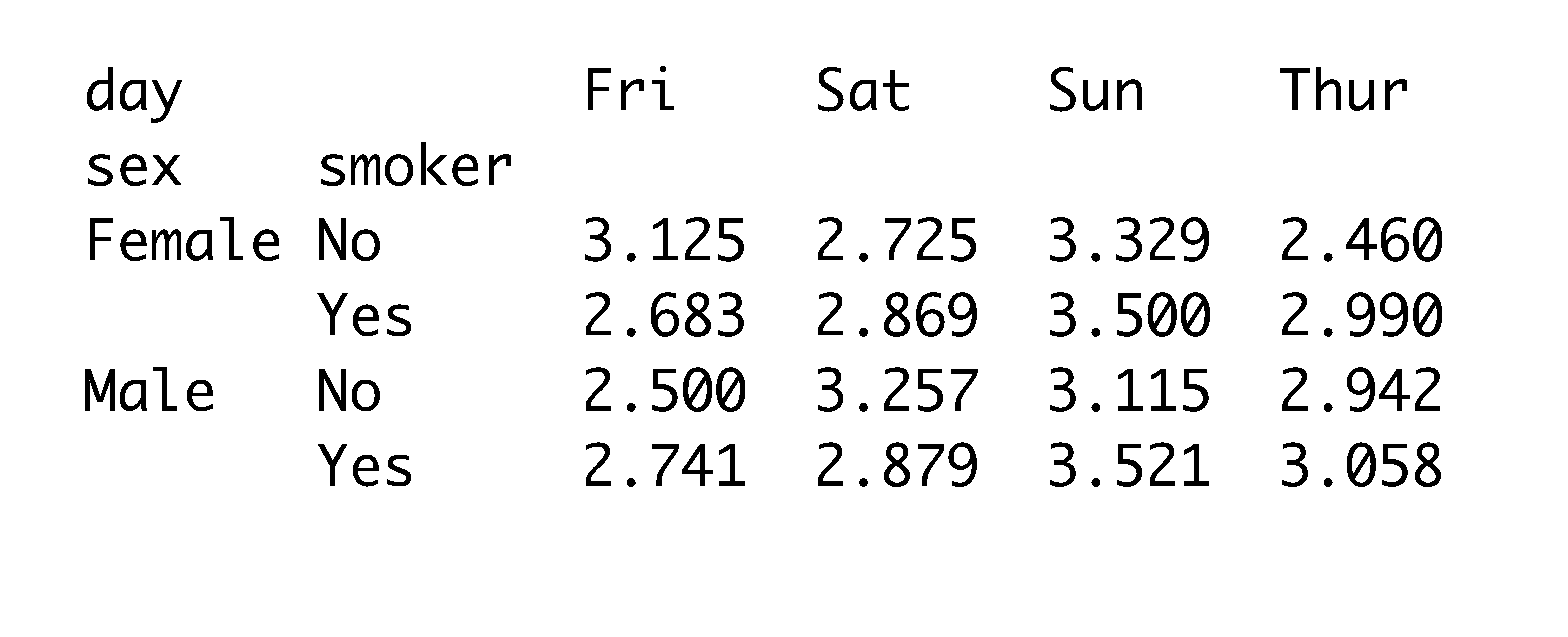 day Fri Sat Sun Thur
sex smoker
Female No 3.125 2.725 3.329 2.460
Yes 2.683 2.869 3.500 2.990
Male No 2.500 3.257 3.115 2.942
Yes 2.741 2.879 3.521 3.058